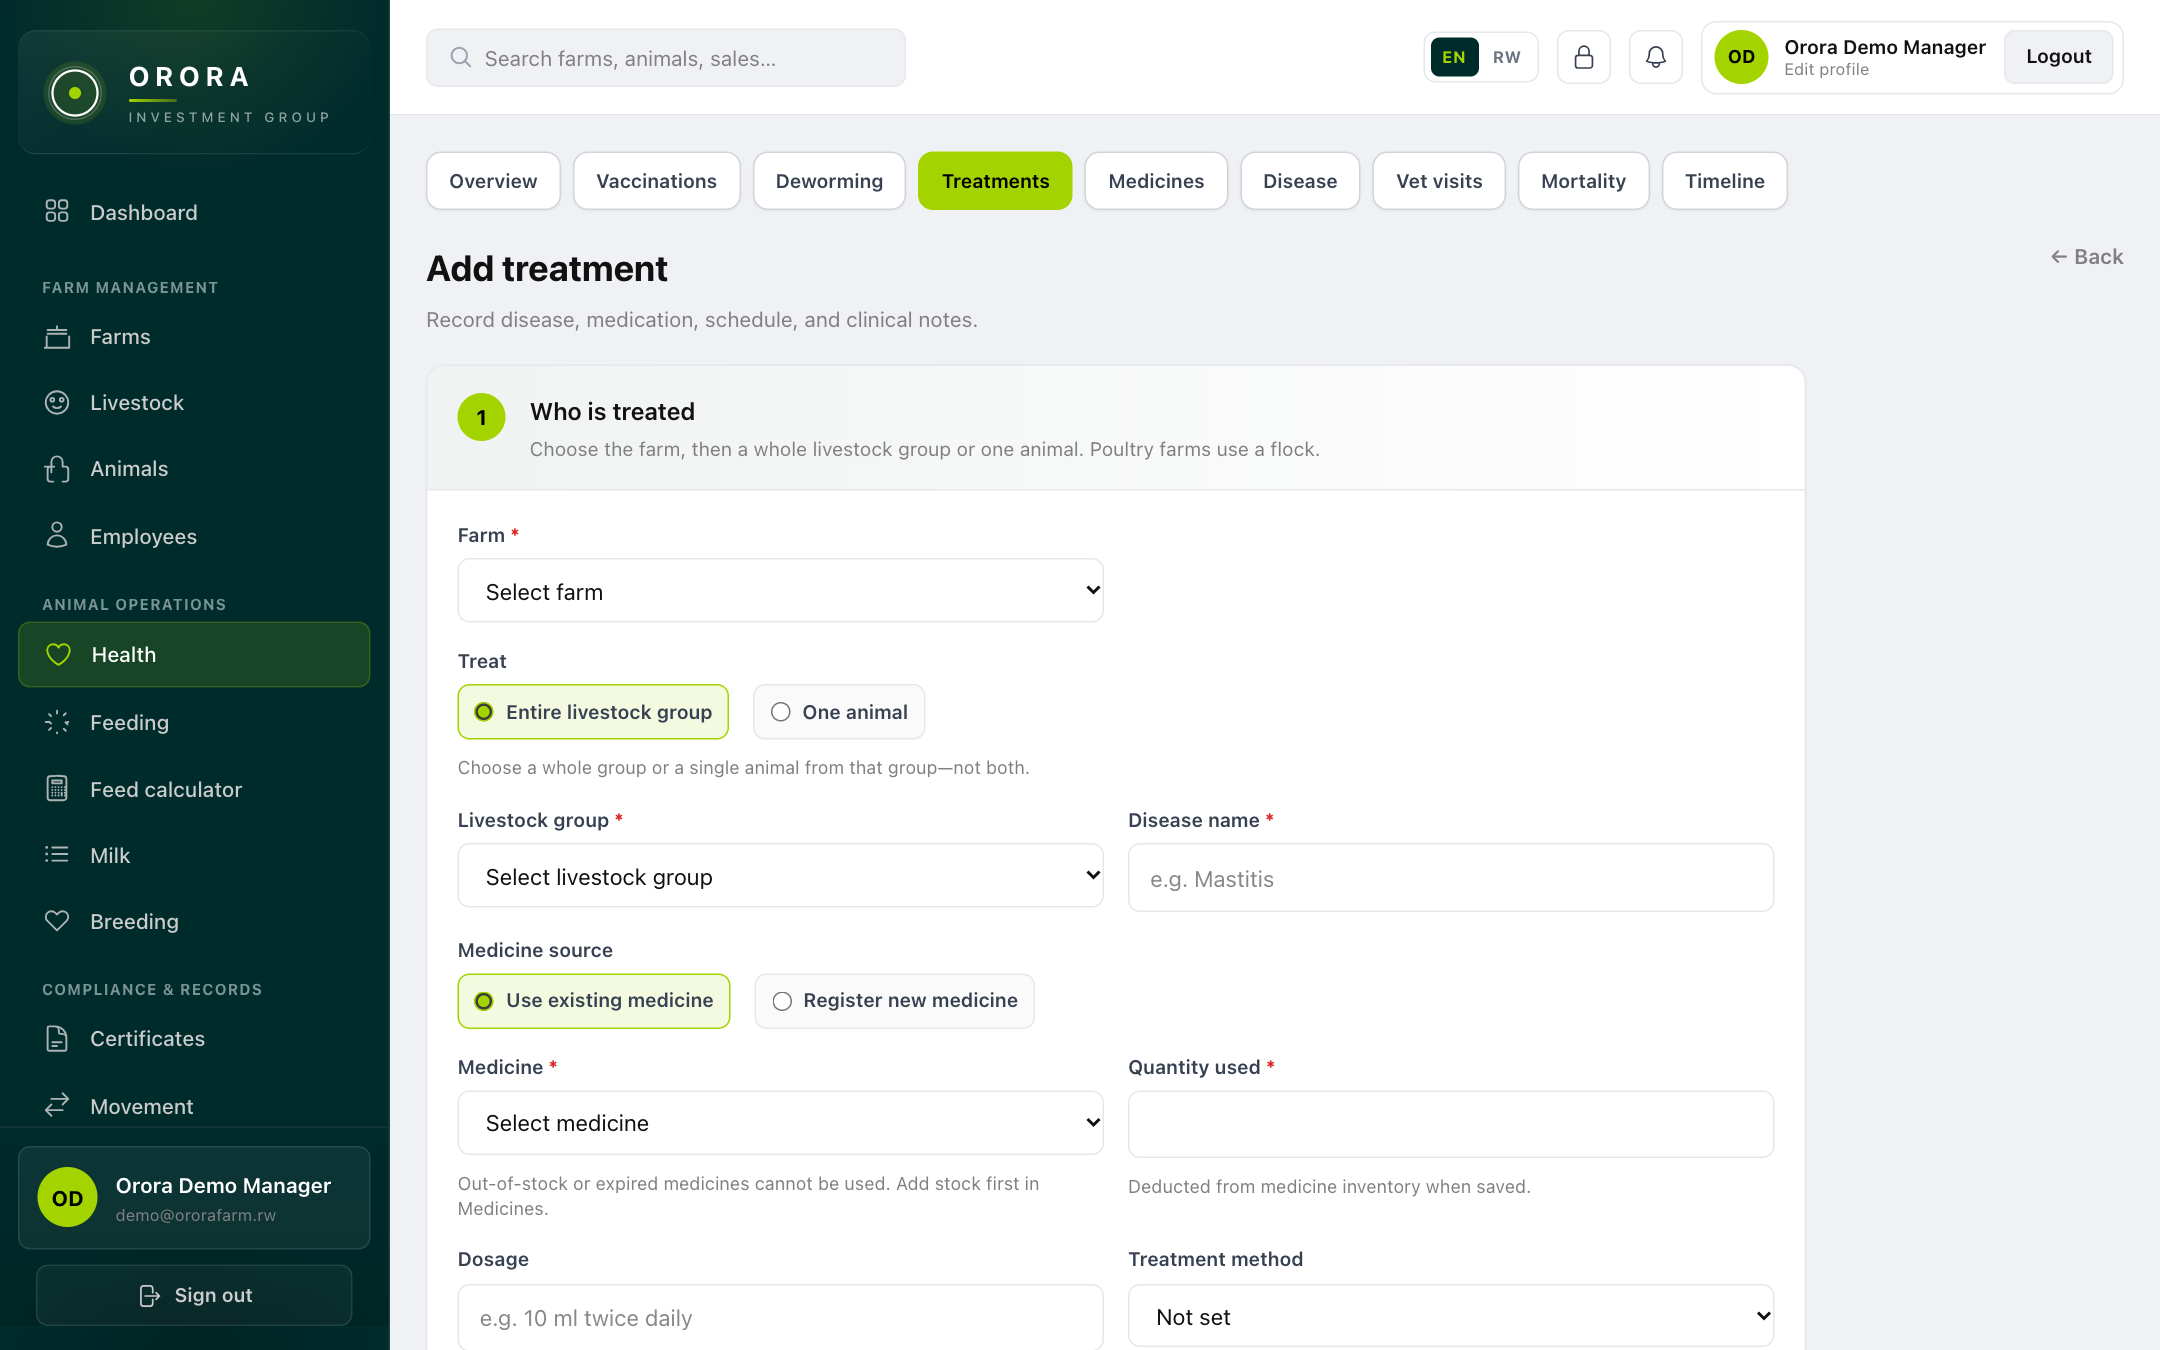 ORORA
INVESTMENT GROUP
Dashboard
FARM MANAGEMENT
Farms
Livestock
Animals
Employees
ANIMAL OPERATIONS
Health
Feeding
Feed calculator
Milk
Breeding
COMPLIANCE & RECORDS
Certificates
Movement
OD
Orora Demo Manager
demo@ororafarm.rw
Sign out
Search farms, animals, sales...
EN RW
OD
Orora Demo Manager
Edit profile
Logout
Overview Vaccinations Deworming Treatments Medicines Disease Vet visits Mortality Timeline
Add treatment
← Back
Record disease, medication, schedule, and clinical notes.
1
Who is treated
Choose the farm, then a whole livestock group or one animal. Poultry farms use a flock.
Farm *
Select farm
Treat
Entire livestock group One animal
Choose a whole group or a single animal from that group—not both.
Livestock group *
Select livestock group
Disease name *
e.g. Mastitis
Medicine source
Use existing medicine Register new medicine
Medicine *
Select medicine
Out-of-stock or expired medicines cannot be used. Add stock first in
Medicines.
Quantity used *
Deducted from medicine inventory when saved.
Dosage
e.g. 10 ml twice daily
Treatment method
Not set